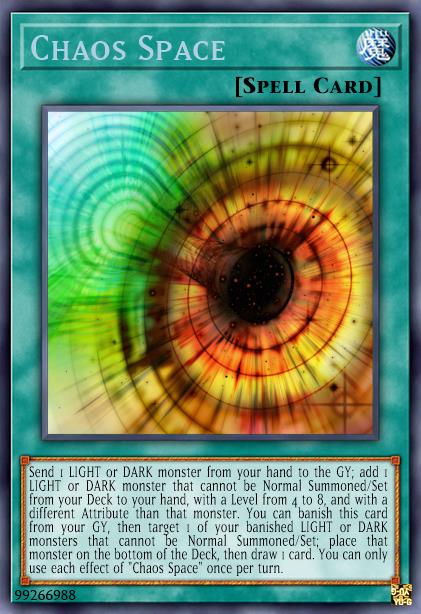 Chaos Space
魔
[Spell Card]
Send 1 LIGHT or DARK monster from your hand to the GY; add 1
LIGHT or DARK monster that cannot be Normal Summoned/Set
from your Deck to your hand, with a Level from 4 to 8, and with a
different Attribute than that monster. You can banish this card
from your GY, then target 1 of your banished LIGHT or DARK
monsters that cannot be Normal Summoned/Set; place that
monster on the bottom of the Deck, then draw 1 card. You can only
use each effect of "Chaos Space" once per turn.
99266988